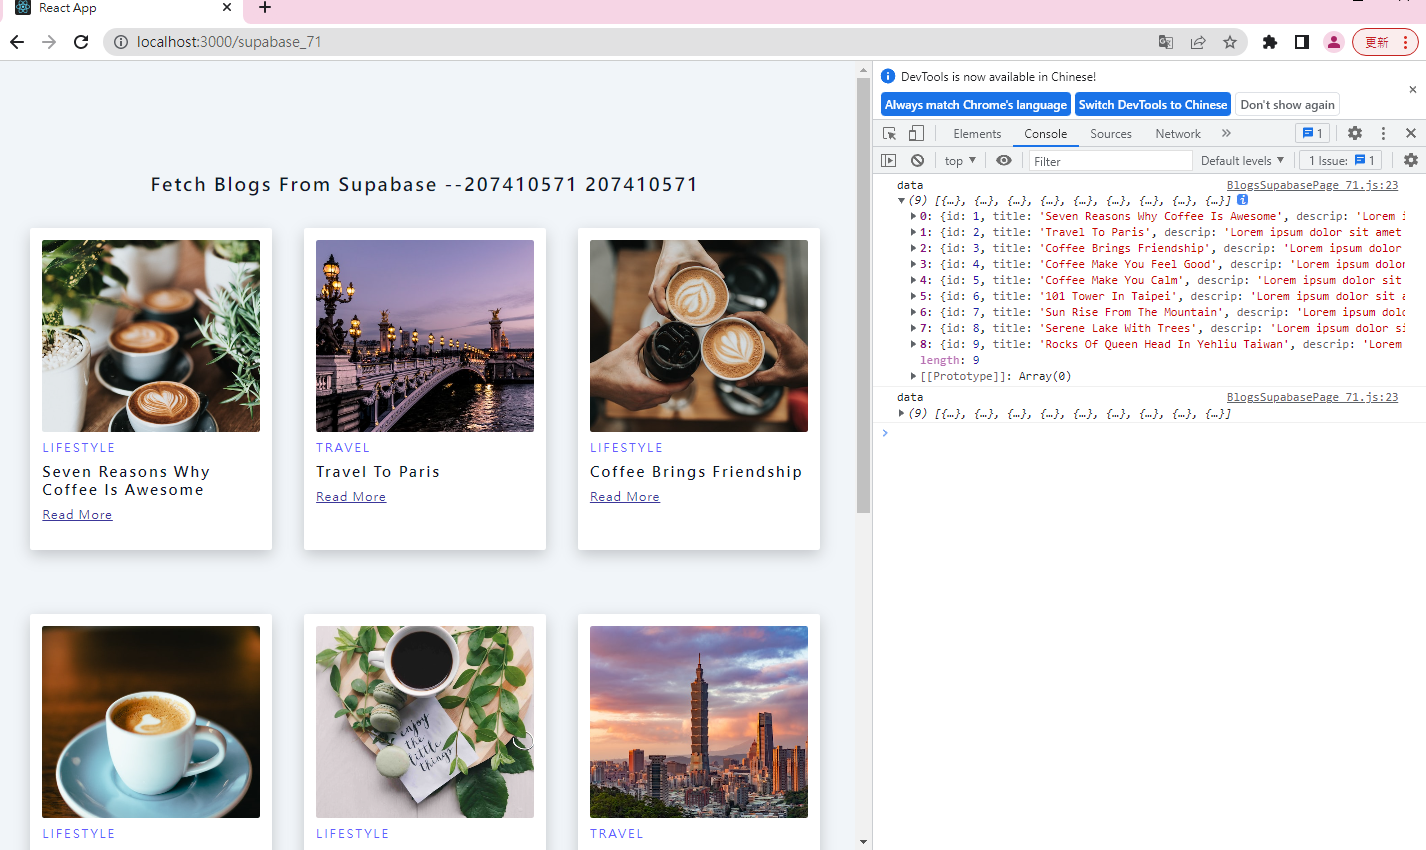 React App
localhost:3000/supabase_71
更新
Fetch Blogs From Supabase --207410571 207410571
LIFESTYLE
Seven Reasons Why
Coffee Is Awesome
Read More
TRAVEL
Travel To Paris
Read More
LIFESTYLE
Coffee Brings Friendship
Read More
enjoy
the
little
things
LIFESTYLE
LIFESTYLE
TRAVEL
DevTools is now available in Chinese!
Always match Chrome's language Switch DevTools to Chinese Don't show again
Elements Console Sources Network 1
top Filter Default levels 1 Issue: 1
data BlogsSupabasePage_71.js:23
(9) [{…}, {…}, {…}, {…}, {…}, {…}, {…}, {…}, {…}]
0: {id: 1, title: 'Seven Reasons Why Coffee Is Awesome', descrip: 'Lorem i
1: {id: 2, title: 'Travel To Paris', descrip: 'Lorem ipsum dolor sit amet
2: {id: 3, title: 'Coffee Brings Friendship', descrip: 'Lorem ipsum dolor
3: {id: 4, title: 'Coffee Make You Feel Good', descrip: 'Lorem ipsum dolor
4: {id: 5, title: 'Coffee Make You Calm', descrip: 'Lorem ipsum dolor sit
5: {id: 6, title: '101 Tower In Taipei', descrip: 'Lorem ipsum dolor sit a
6: {id: 7, title: 'Sun Rise From The Mountain', descrip: 'Lorem ipsum dolo
7: {id: 8, title: 'Serene Lake With Trees', descrip: 'Lorem ipsum dolor si
8: {id: 9, title: 'Rocks Of Queen Head In Yehliu Taiwan', descrip: 'Lorem
length: 9
[[Prototype]]: Array(0)
data BlogsSupabasePage_71.js:23
(9) [{…}, {…}, {…}, {…}, {…}, {…}, {…}, {…}, {…}]